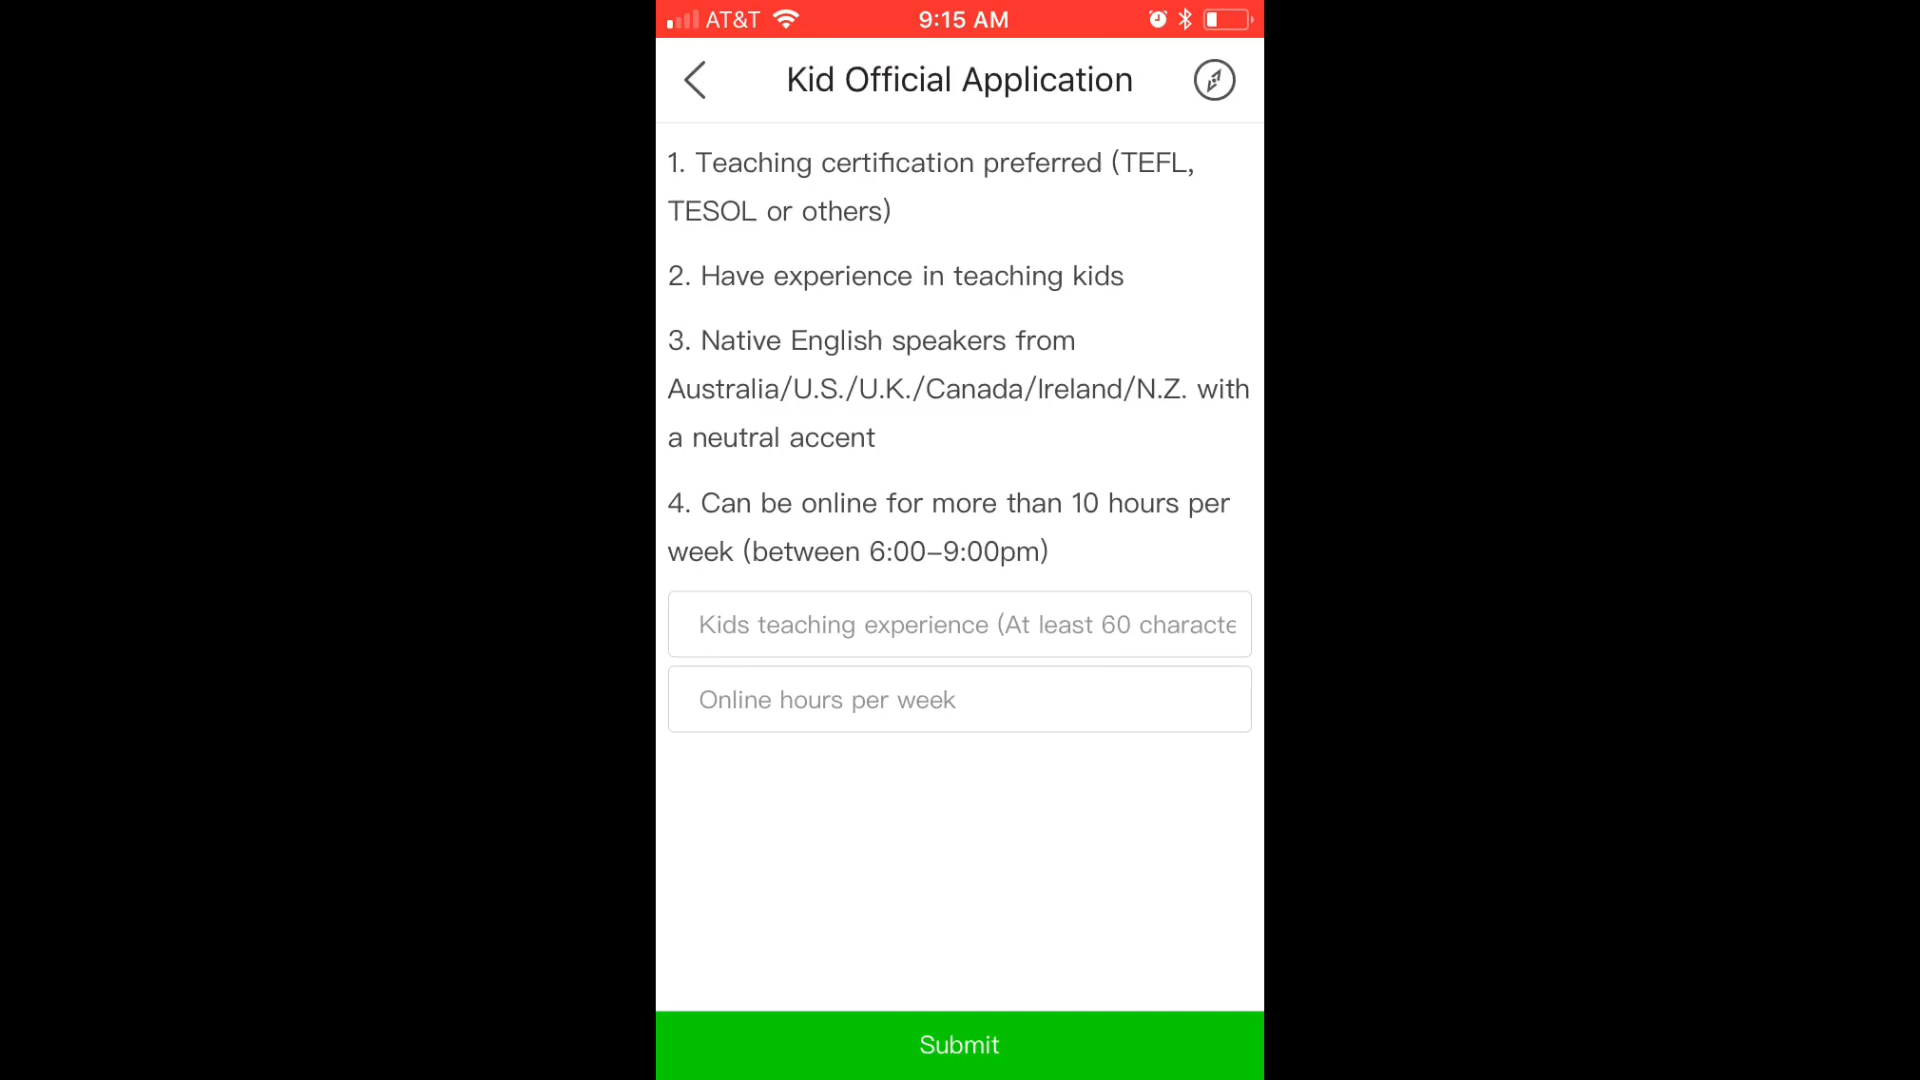 AT&T 9:15 AM
Kid Official Application
1. Teaching certification preferred (TEFL,
TESOL or others)
2. Have experience in teaching kids
3. Native English speakers from
Australia/U.S./U.K./Canada/Ireland/N.Z. with
a neutral accent
4. Can be online for more than 10 hours per
week (between 6:00–9:00pm)
Kids teaching experience (At least 60 characte
Online hours per week
Submit